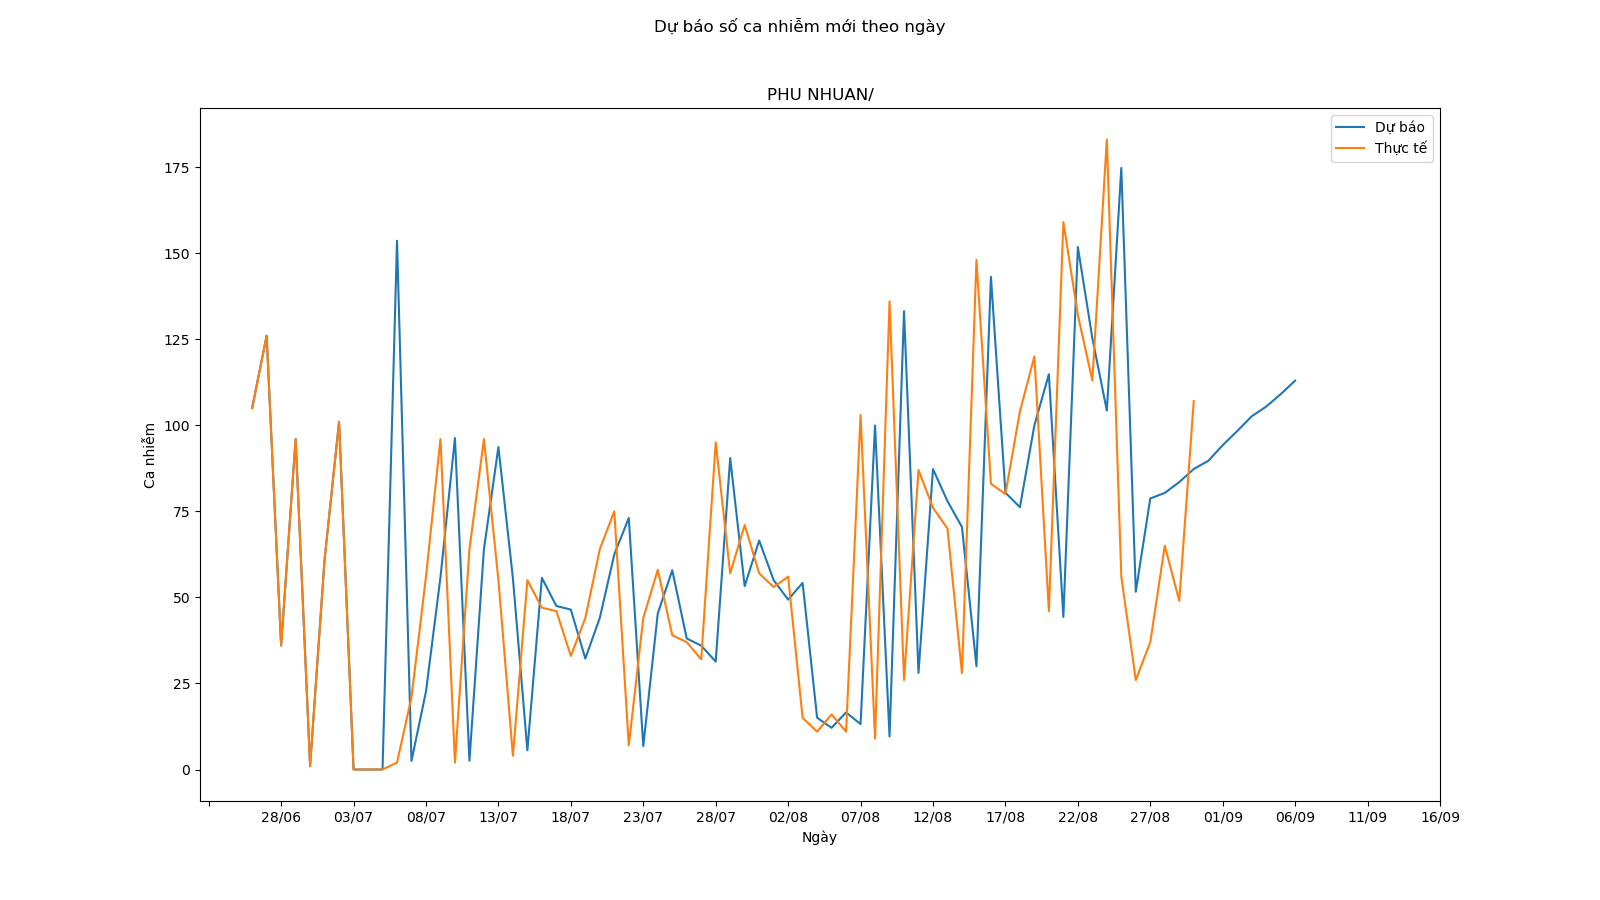 Dự báo số ca nhiễm mới theo ngày
PHU NHUAN/
Dự báo
Thực tế
175
150
125
100
75
50
25
0
Ca nhiễm
28/06 03/07 08/07 13/07 18/07 23/07 28/07 02/08 07/08 12/08 17/08 22/08 27/08 01/09 06/09 11/09 16/09
Ngày